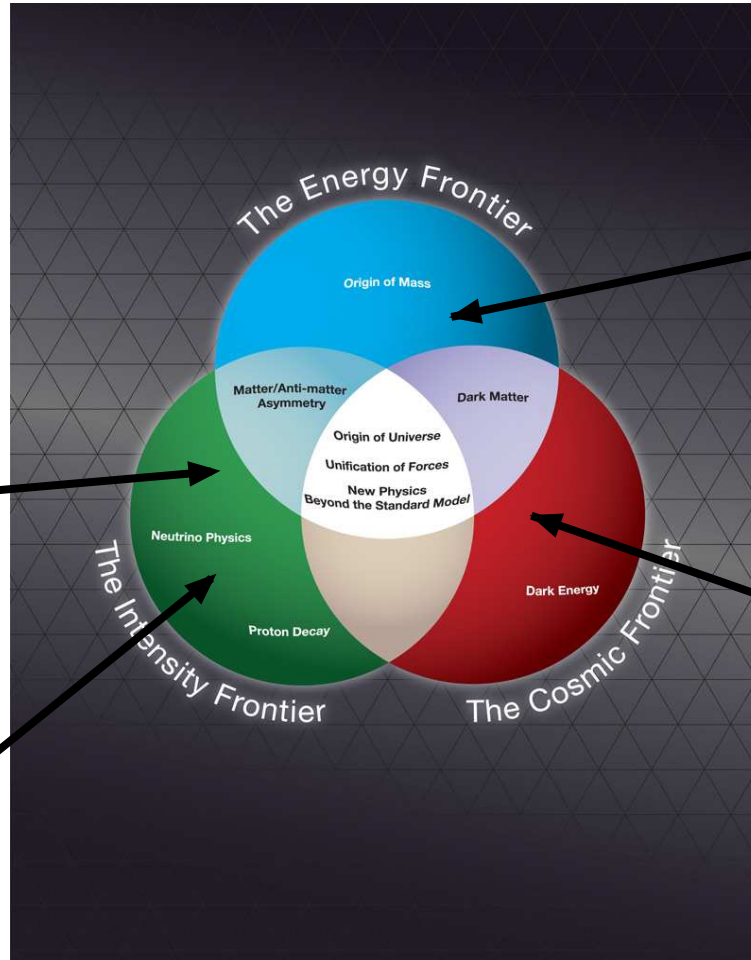 The Energy Frontier
Origin of Mass
Matter/Anti-matter
Asymmetry
Dark Matter
Origin of Universe
Unification of Forces
New Physics
Beyond the Standard Model
Neutrino Physics
Proton Decay
Dark Energy
The Intensity Frontier
The Cosmic Frontier